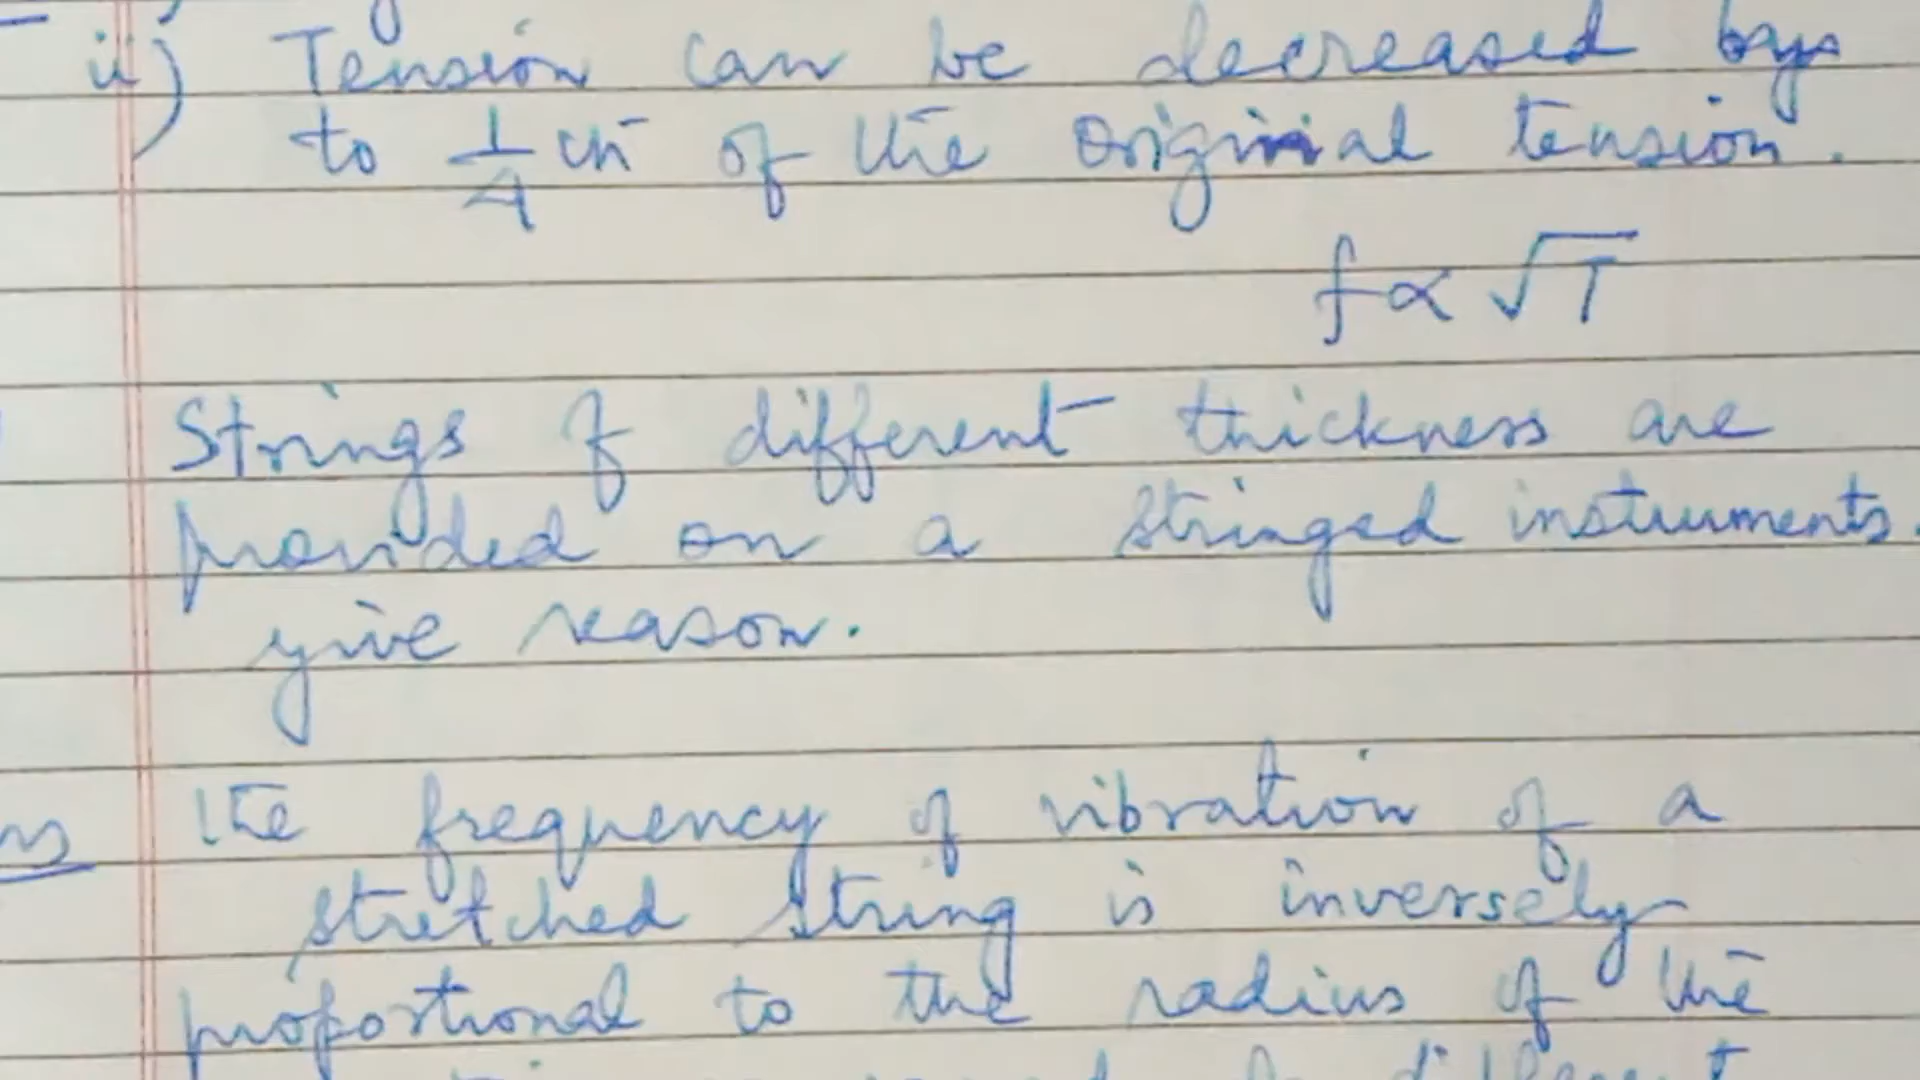 ii) Tension can be decreased by
to 1/4 th of the original tension.
f ∝ √T
Strings of different thickness are
provided on a stringed instruments.
give reason.
The frequency of vibration of a
stretched string is inversely
proportional to the radius of the
different